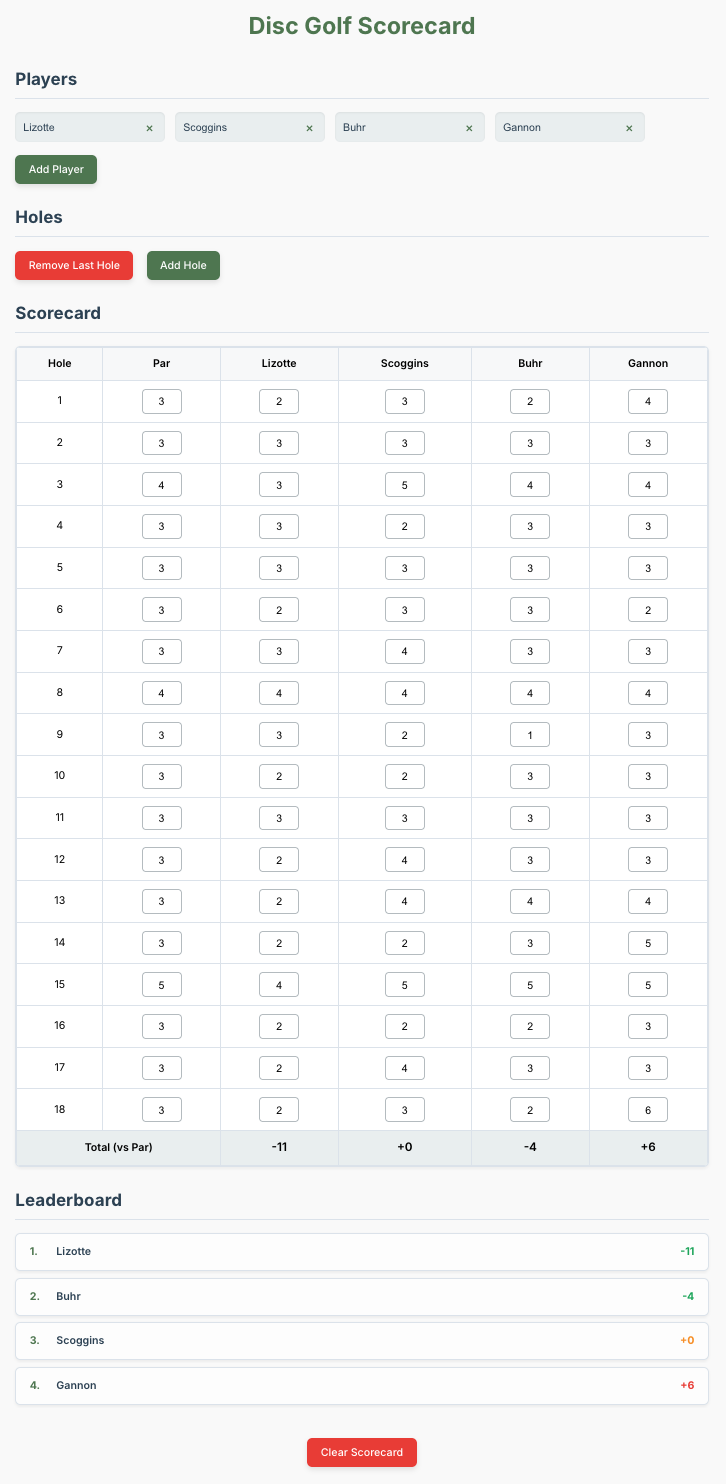 Disc Golf Scorecard
Players
Lizotte × Scoggins × Buhr × Gannon ×
Add Player
Holes
Remove Last Hole Add Hole
Scorecard
Hole Par Lizotte Scoggins Buhr Gannon
1 3 2 3 2 4
2 3 3 3 3 3
3 4 3 5 4 4
4 3 3 2 3 3
5 3 3 3 3 3
6 3 2 3 3 2
7 3 3 4 3 3
8 4 4 4 4 4
9 3 3 2 1 3
10 3 2 2 3 3
11 3 3 3 3 3
12 3 2 4 3 3
13 3 2 4 4 4
14 3 2 2 3 5
15 5 4 5 5 5
16 3 2 2 2 3
17 3 2 4 3 3
18 3 2 3 2 6
Total (vs Par) -11 +0 -4 +6
Leaderboard
1. Lizotte -11
2. Buhr -4
3. Scoggins +0
4. Gannon +6
Clear Scorecard